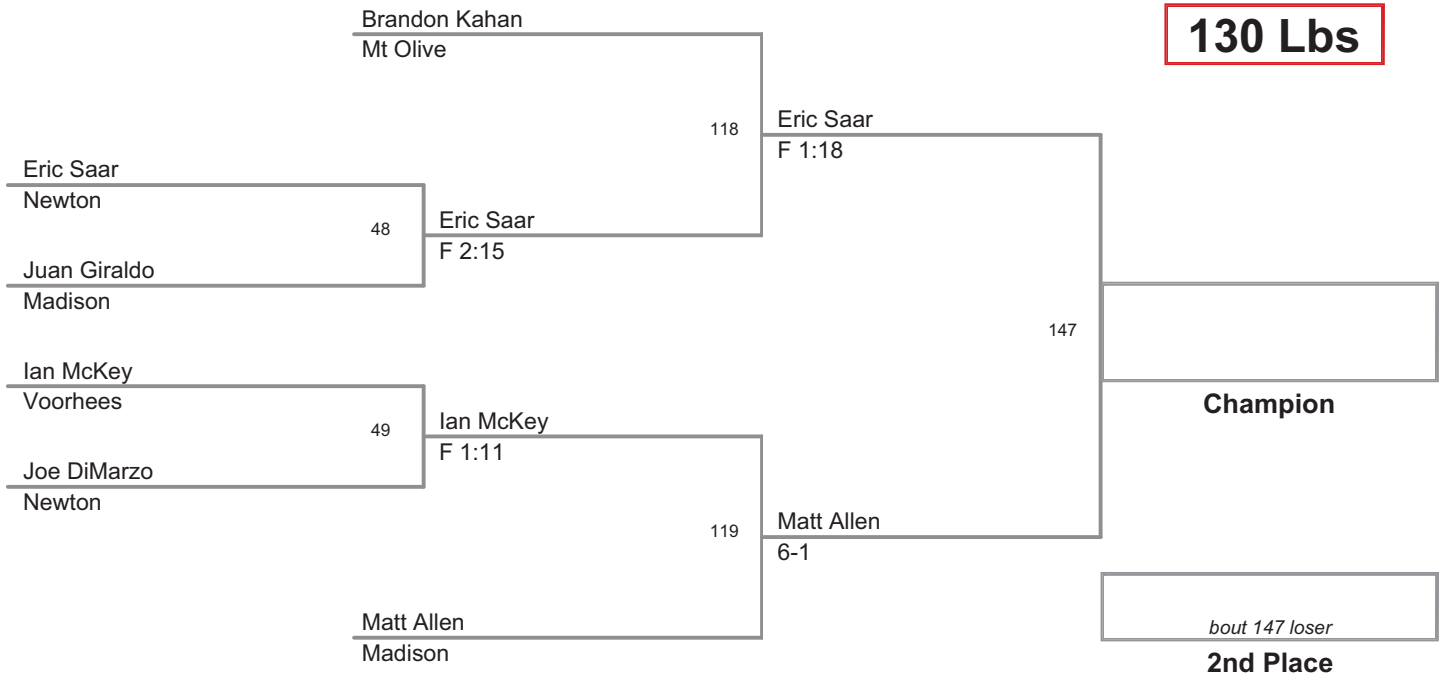 Brandon Kahan
Mt Olive
130 Lbs
118
Eric Saar
F 1:18
Eric Saar
Newton
48
Eric Saar
F 2:15
Juan Giraldo
Madison
147
Ian McKey
Voorhees
Champion
49
Ian McKey
F 1:11
Joe DiMarzo
Newton
119
Matt Allen
6-1
Matt Allen
Madison
bout 147 loser
2nd Place